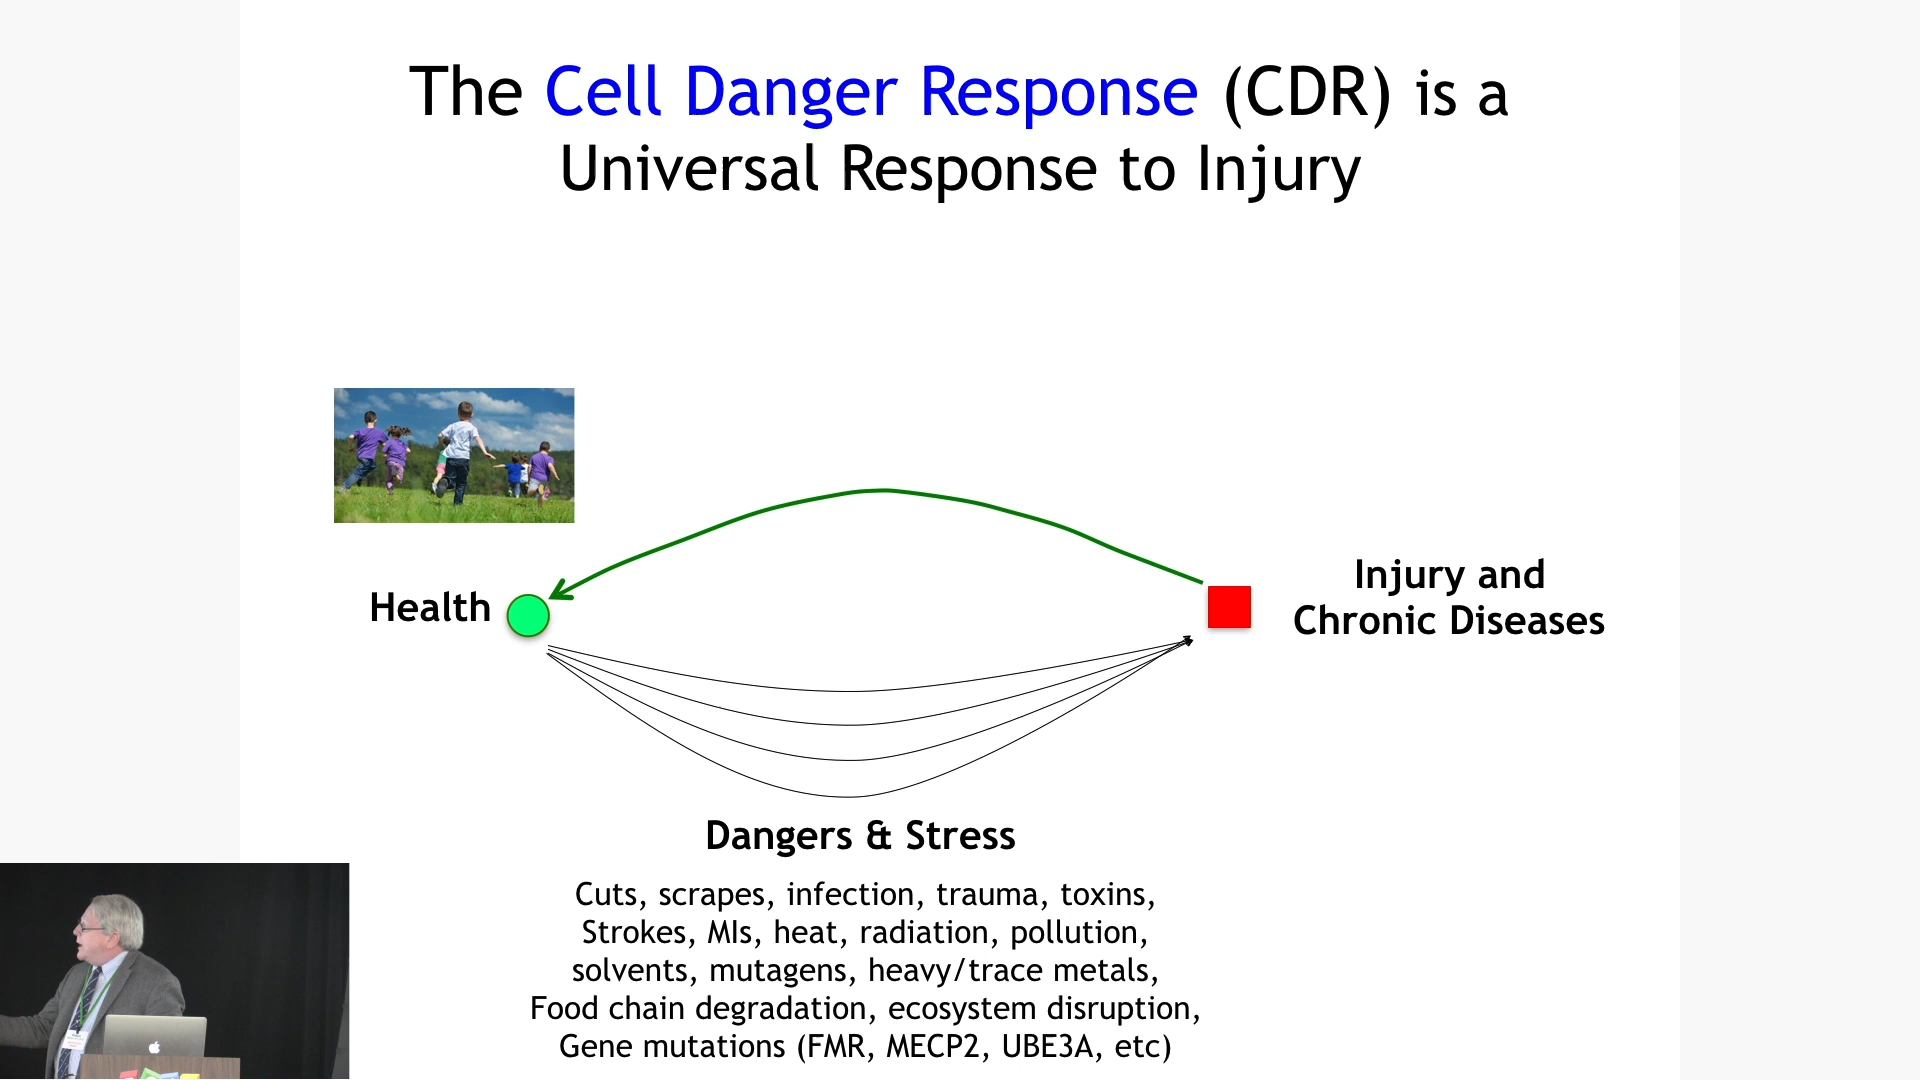 The Cell Danger Response (CDR) is a
Universal Response to Injury
Health
Injury and
Chronic Diseases
Dangers & Stress
Cuts, scrapes, infection, trauma, toxins,
Strokes, MIs, heat, radiation, pollution,
solvents, mutagens, heavy/trace metals,
Food chain degradation, ecosystem disruption,
Gene mutations (FMR, MECP2, UBE3A, etc)